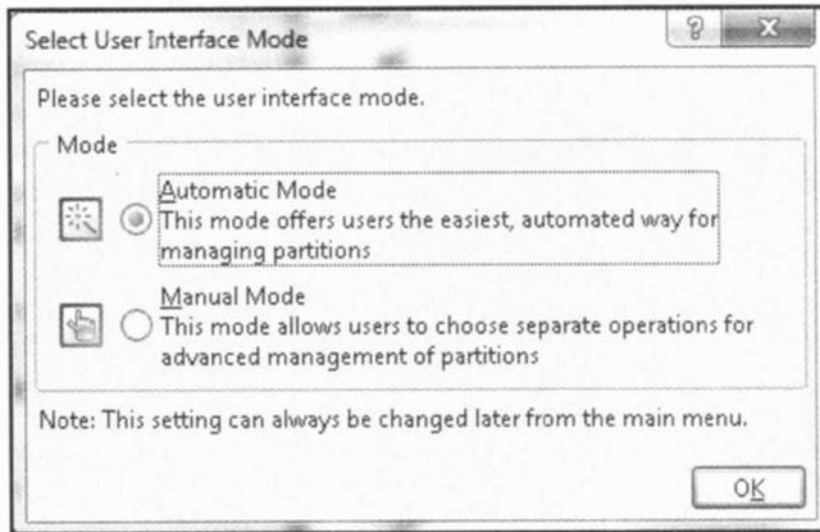 Select User Interface Mode
Please select the user interface mode.
Mode
Automatic Mode
This mode offers users the easiest, automated way for
managing partitions
Manual Mode
This mode allows users to choose separate operations for
advanced management of partitions
Note: This setting can always be changed later from the main menu.
OK